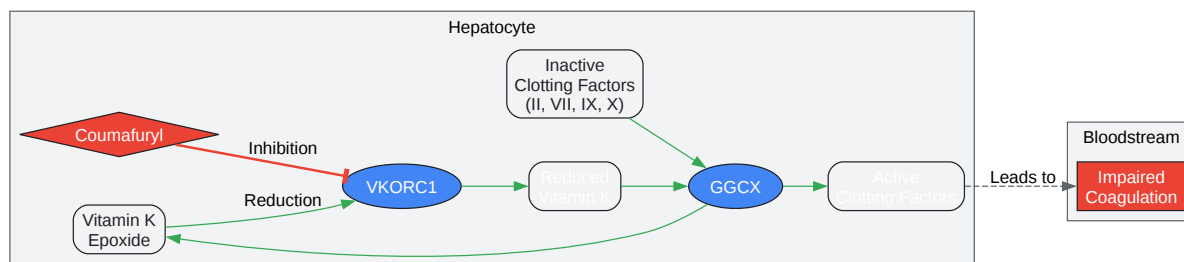 Hepatocyte
Inactive
Clotting Factors
(II, VII, IX, X)
Coumafuryl
Inhibition
VKORC1
Reduced
Vitamin K
GGCX
Active
Clotting Factors
Leads to
Bloodstream
Impaired
Coagulation
Reduction
Vitamin K
Epoxide